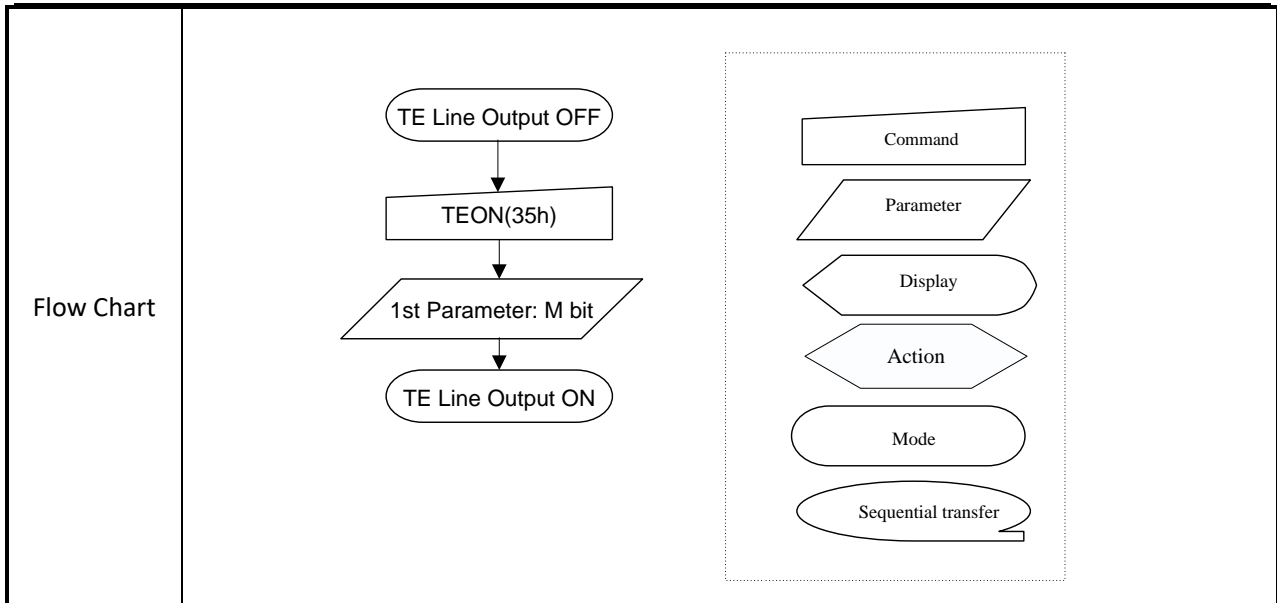 Flow Chart
TE Line Output OFF
TEON(35h)
1st Parameter: M bit
TE Line Output ON
Command
Parameter
Display
Action
Mode
Sequential transfer